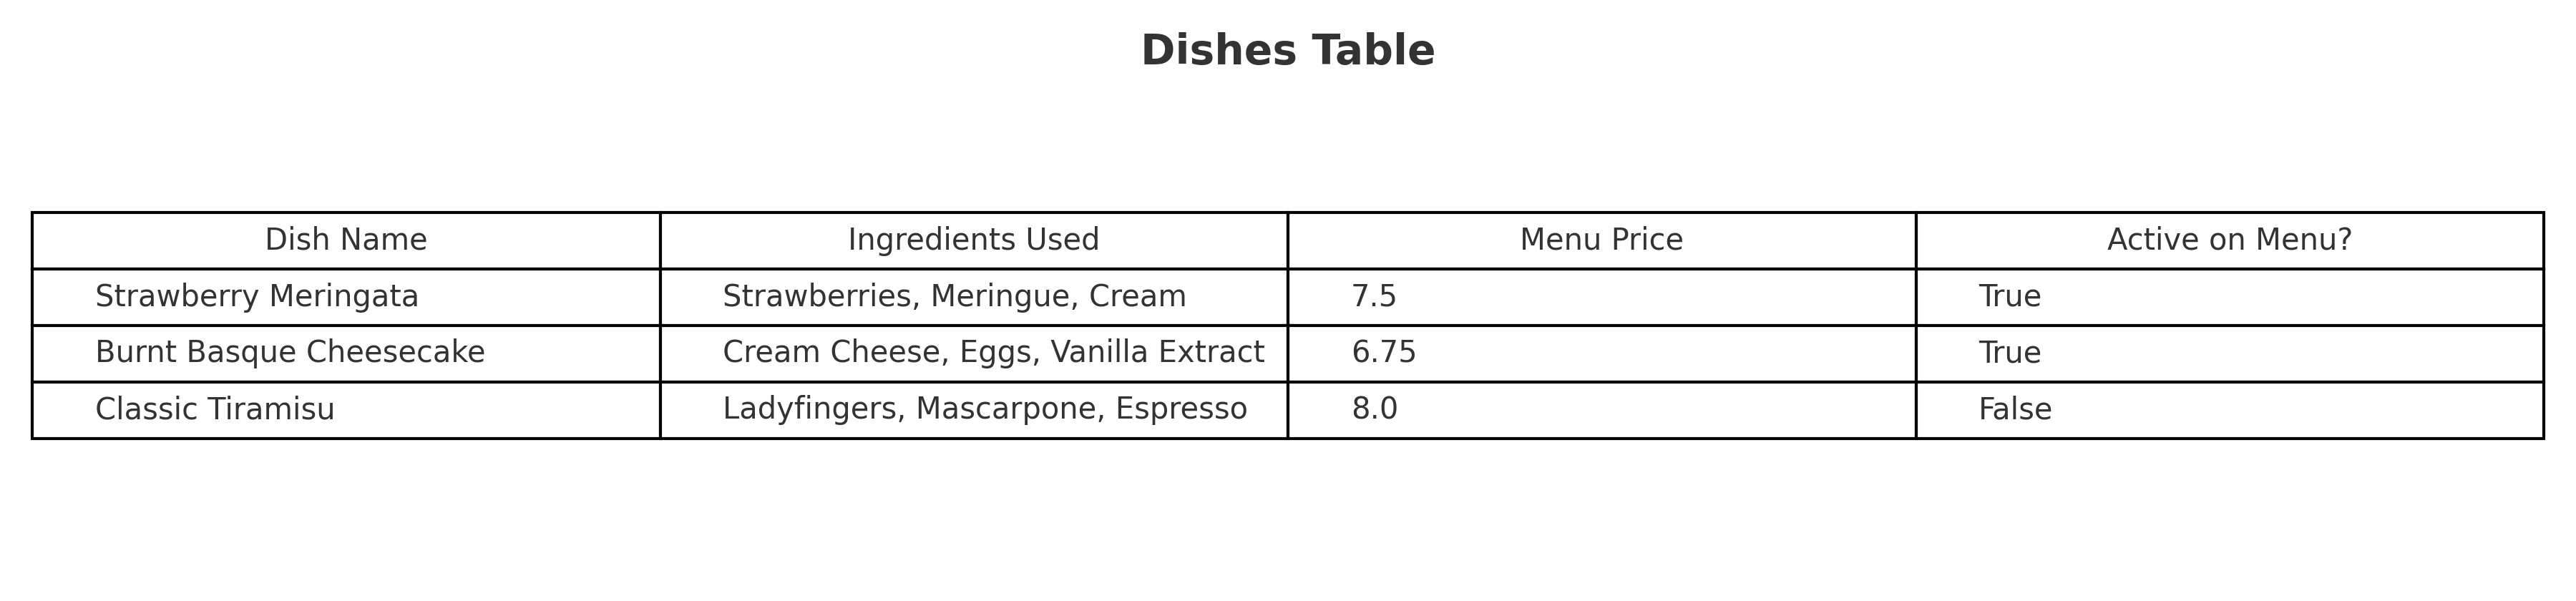 Dishes Table
Dish Name Ingredients Used Menu Price Active on Menu?
Strawberry Meringata Strawberries, Meringue, Cream 7.5 True
Burnt Basque Cheesecake Cream Cheese, Eggs, Vanilla Extract 6.75 True
Classic Tiramisu Ladyfingers, Mascarpone, Espresso 8.0 False